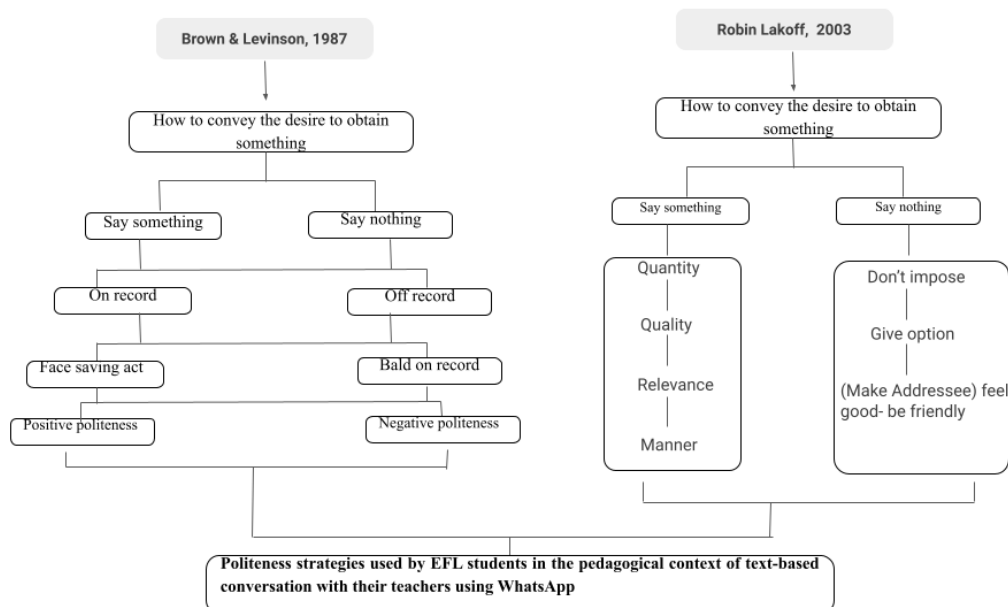 Brown & Levinson, 1987
How to convey the desire to obtain
something
Say something
Say nothing
On record
Off record
Face saving act
Bald on record
Positive politeness
Negative politeness
Robin Lakoff, 2003
How to convey the desire to obtain
something
Say something
Say nothing
Quantity
Quality
Relevance
Manner
Don't impose
Give option
(Make Addressee) feel
good- be friendly
Politeness strategies used by EFL students in the pedagogical context of text-based
conversation with their teachers using WhatsApp